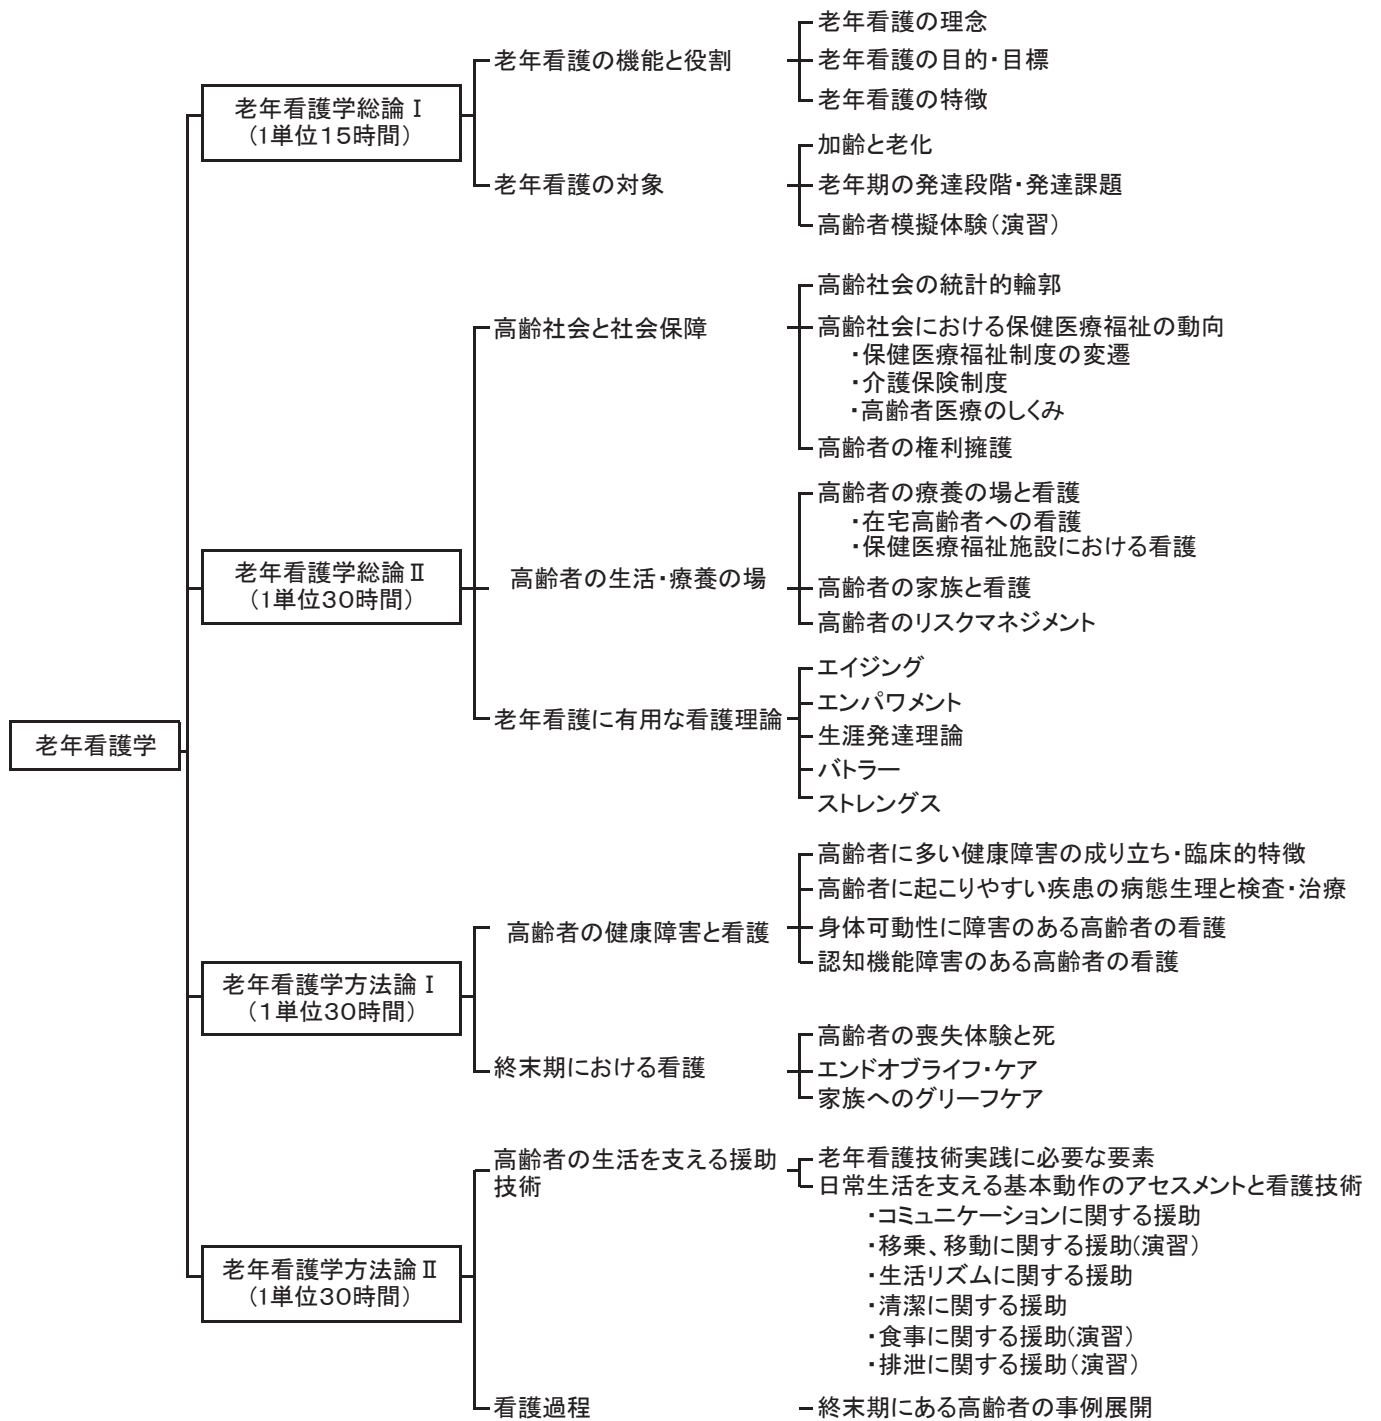 老年看護学
老年看護学総論Ⅰ
（1単位１５時間）
老年看護の機能と役割
老年看護の理念
老年看護の目的・目標
老年看護の特徴
老年看護の対象
加齢と老化
老年期の発達段階・発達課題
高齢者模擬体験（演習）
老年看護学総論Ⅱ
（1単位３０時間）
高齢社会と社会保障
高齢社会の統計的輪郭
高齢社会における保健医療福祉の動向
・保健医療福祉制度の変遷
・介護保険制度
・高齢者医療のしくみ
高齢者の権利擁護
高齢者の生活・療養の場
高齢者の療養の場と看護
・在宅高齢者への看護
・保健医療福祉施設における看護
高齢者の家族と看護
高齢者のリスクマネジメント
老年看護に有用な看護理論
エイジング
エンパワメント
生涯発達理論
バトラー
ストレングス
老年看護学方法論Ⅰ
（１単位３０時間）
高齢者の健康障害と看護
高齢者に多い健康障害の成り立ち・臨床的特徴
高齢者に起こりやすい疾患の病態生理と検査・治療
身体可動性に障害のある高齢者の看護
認知機能障害のある高齢者の看護
終末期における看護
高齢者の喪失体験と死
エンドオブライフ・ケア
家族へのグリーフケア
老年看護学方法論Ⅱ
（1単位３０時間）
高齢者の生活を支える援助
技術
老年看護技術実践に必要な要素
日常生活を支える基本動作のアセスメントと看護技術
・コミュニケーションに関する援助
・移乗、移動に関する援助(演習）
・生活リズムに関する援助
・清潔に関する援助
・食事に関する援助(演習）
・排泄に関する援助（演習）
看護過程
終末期にある高齢者の事例展開